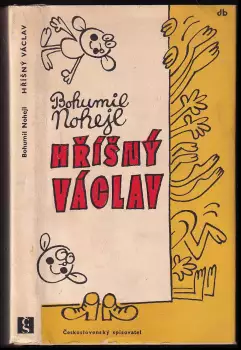 Bohumil Nohejl HŘÍŠNÝ VÁCLAV
db
Bohumil
Nohejl
HŘÍŠNÝ
VÁCLAV
Československý spisovatel